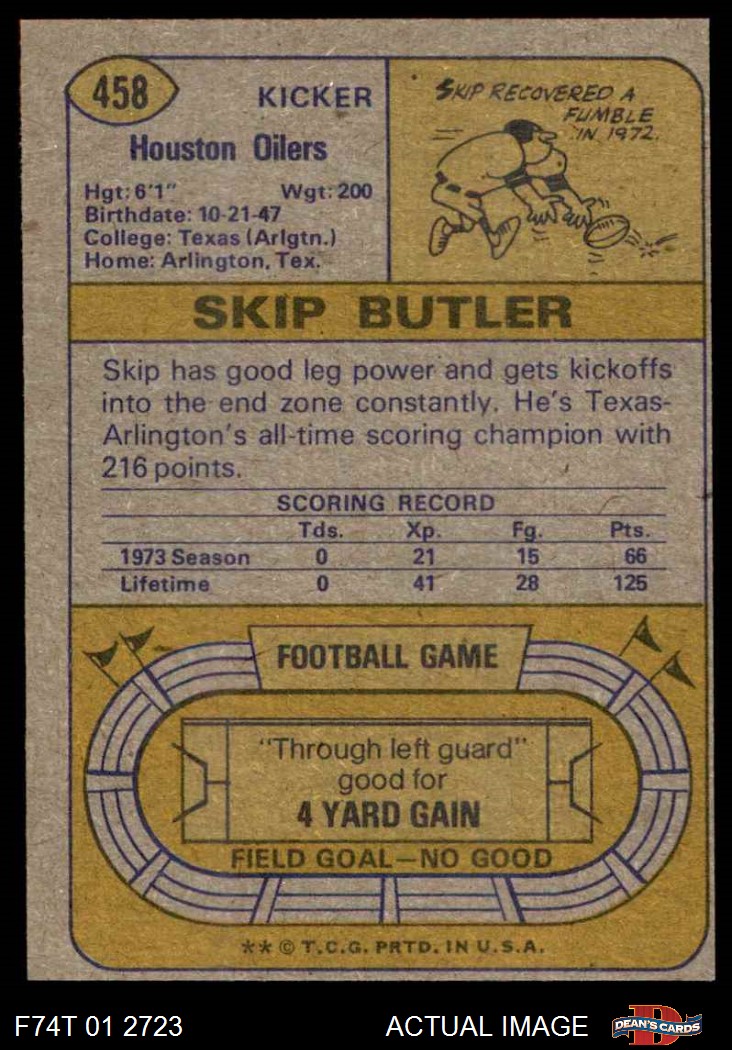 458
KICKER
Houston Oilers
Hgt: 6'1" Wgt: 200
Birthdate: 10-21-47
College: Texas (Arlgtn.)
Home: Arlington, Tex.
SKIP RECOVERED A
FUMBLE
IN 1972.
SKIP BUTLER
Skip has good leg power and gets kickoffs
into the end zone constantly. He's Texas-
Arlington's all-time scoring champion with
216 points.
SCORING RECORD
Tds. Xp. Fg. Pts.
1973 Season 0 21 15 66
Lifetime 0 41 28 125
FOOTBALL GAME
"Through left guard"
good for
4 YARD GAIN
FIELD GOAL—NO GOOD
** © T.C.G. PRTD. IN U.S.A.
F74T 01 2723 ACTUAL IMAGE
D
DEAN'S CARDS